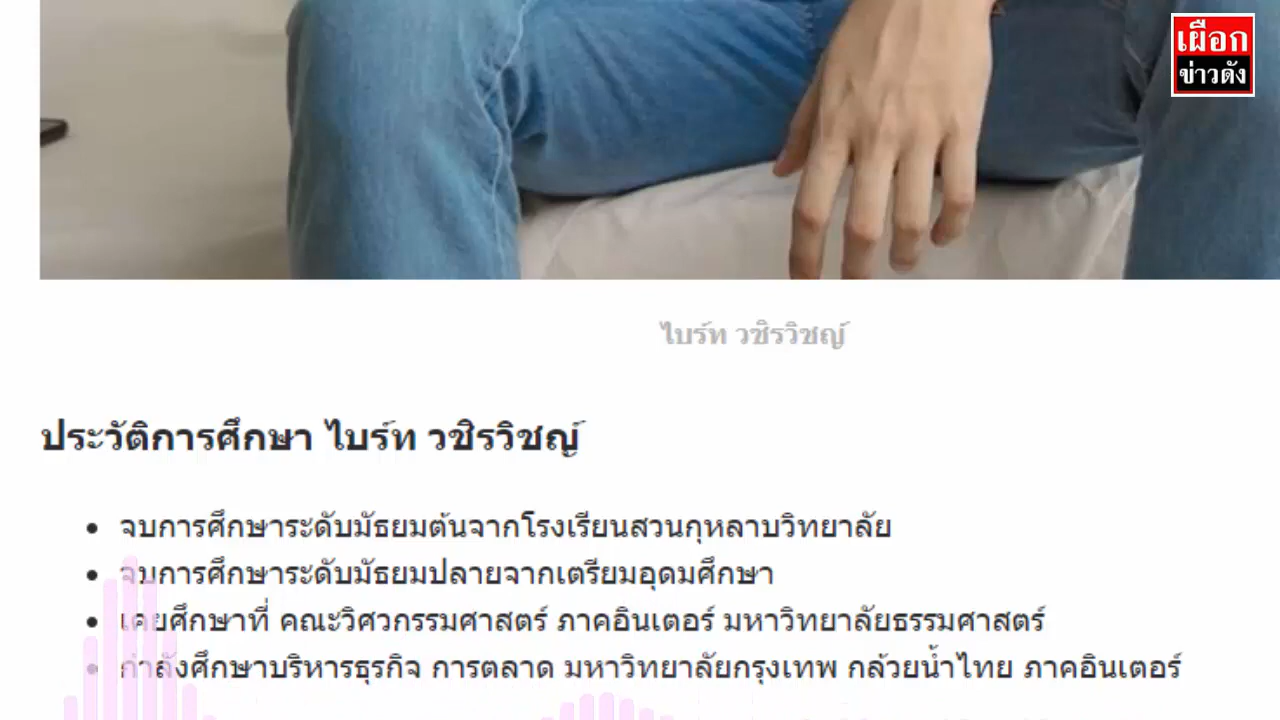 เผือก
ข่าวดัง
ไบร์ท วชิรวิชญ์
ประวัติการศึกษา ไบร์ท วชิรวิชญ์
จบการศึกษาระดับมัธยมต้นจากโรงเรียนสวนกุหลาบวิทยาลัย
จบการศึกษาระดับมัธยมปลายจากเตรียมอุดมศึกษา
เคยศึกษาที่ คณะวิศวกรรมศาสตร์ ภาคอินเตอร์ มหาวิทยาลัยธรรมศาสตร์
กำลังศึกษาบริหารธุรกิจ การตลาด มหาวิทยาลัยกรุงเทพ กล้วยน้ำไทย ภาคอินเตอร์